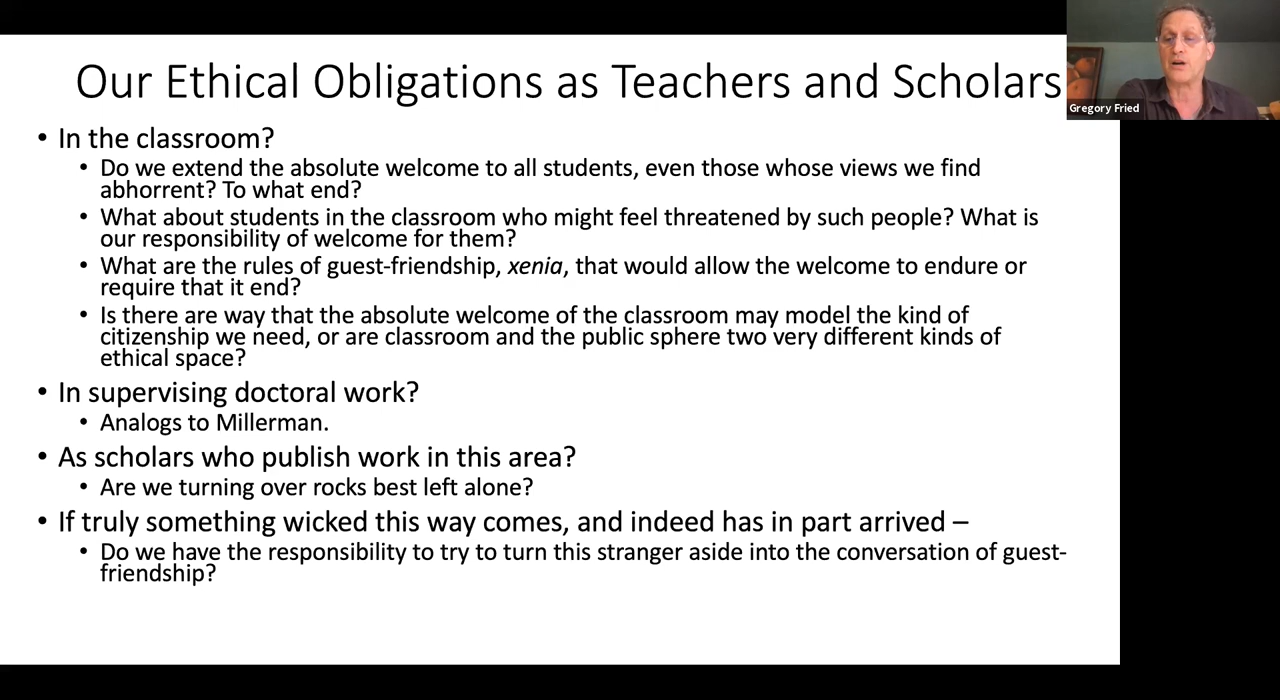 Our Ethical Obligations as Teachers and Scholars
Gregory Fried
• In the classroom?
• Do we extend the absolute welcome to all students, even those whose views we find
abhorrent? To what end?
• What about students in the classroom who might feel threatened by such people? What is
our responsibility of welcome for them?
• What are the rules of guest-friendship, xenia, that would allow the welcome to endure or
require that it end?
• Is there are way that the absolute welcome of the classroom may model the kind of
citizenship we need, or are classroom and the public sphere two very different kinds of
ethical space?
• In supervising doctoral work?
• Analogs to Millerman.
• As scholars who publish work in this area?
• Are we turning over rocks best left alone?
• If truly something wicked this way comes, and indeed has in part arrived –
• Do we have the responsibility to try to turn this stranger aside into the conversation of guest-
friendship?